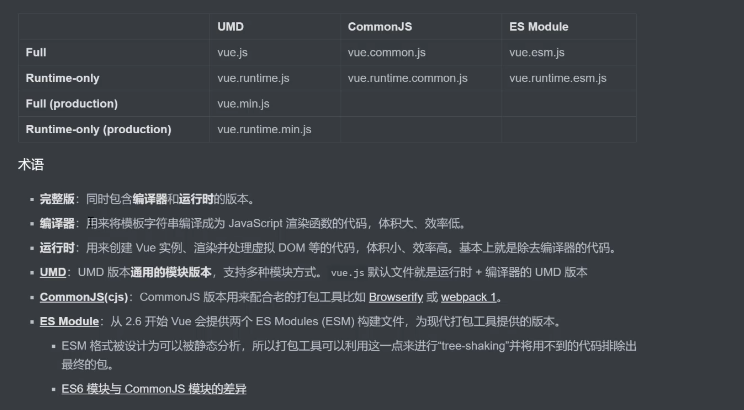 UMD CommonJS ES Module
Full vue.js vue.common.js vue.esm.js
Runtime-only vue.runtime.js vue.runtime.common.js vue.runtime.esm.js
Full (production) vue.min.js
Runtime-only (production) vue.runtime.min.js
术语
▪ 完整版：同时包含编译器和运行时的版本。
▪ 编译器：用来将模板字符串编译成为 JavaScript 渲染函数的代码，体积大、效率低。
▪ 运行时：用来创建 Vue 实例、渲染并处理虚拟 DOM 等的代码，体积小、效率高。基本上就是除去编译器的代码。
▪ UMD：UMD 版本通用的模块版本，支持多种模块方式。 vue.js 默认文件就是运行时 + 编译器的 UMD 版本
▪ CommonJS(cjs)：CommonJS 版本用来配合老的打包工具比如 Browserify 或 webpack 1。
▪ ES Module：从 2.6 开始 Vue 会提供两个 ES Modules (ESM) 构建文件，为现代打包工具提供的版本。
▪ ESM 格式被设计为可以被静态分析，所以打包工具可以利用这一点来进行“tree-shaking”并将用不到的代码排除出
最终的包。
▪ ES6 模块与 CommonJS 模块的差异